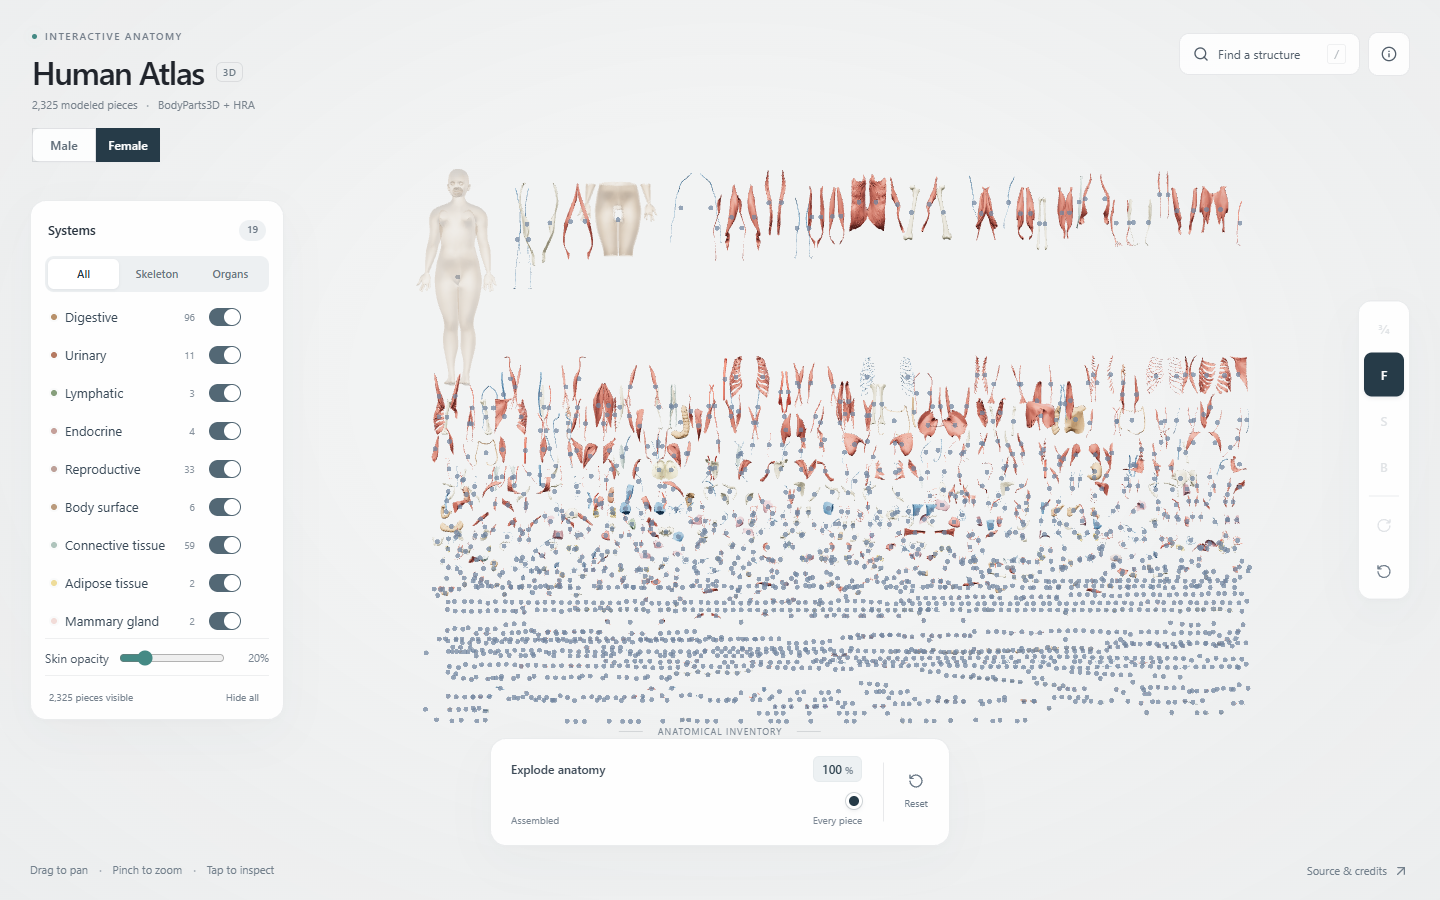 INTERACTIVE ANATOMY
Human Atlas 3D
2,325 modeled pieces · BodyParts3D + HRA
Male Female
Find a structure /
Systems 19
All Skeleton Organs
Digestive 96
Urinary 11
Lymphatic 3
Endocrine 4
Reproductive 33
Body surface 6
Connective tissue 59
Adipose tissue 2
Mammary gland 2
Skin opacity 20%
2,325 pieces visible Hide all
¾
F
S
B
ANATOMICAL INVENTORY
Explode anatomy 100 %
Assembled Every piece
Reset
Drag to pan · Pinch to zoom · Tap to inspect
Source & credits